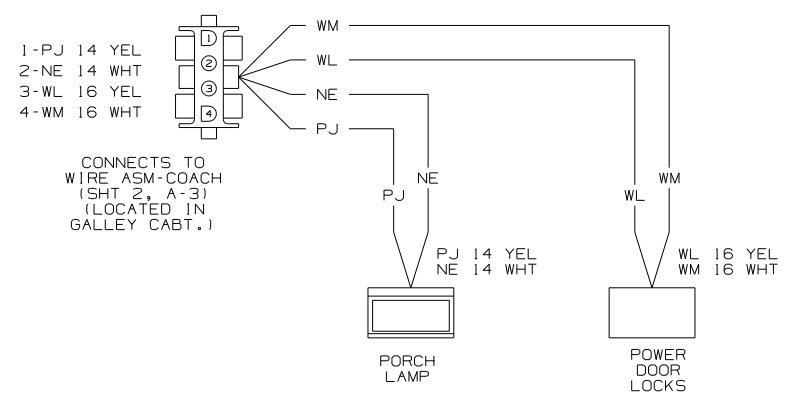 1-PJ 14 YEL
2-NE 14 WHT
3-WL 16 YEL
4-WM 16 WHT
1
2
3
4
CONNECTS TO
WIRE ASM-COACH
(SHT 2, A-3)
(LOCATED IN
GALLEY CABT.)
WM
WL
NE
PJ
PJ
NE
WL
WM
PJ 14 YEL
NE 14 WHT
WL 16 YEL
WM 16 WHT
PORCH
LAMP
POWER
DOOR
LOCKS